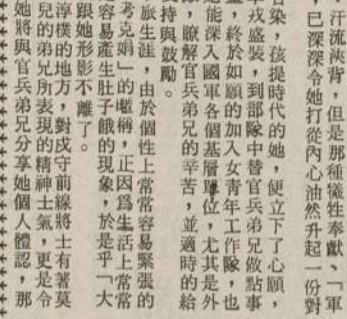 ，汗流浹背，但是那種犧牲奉獻、「軍
，已深深令她打從內心油然升起一份對
染，孩提時代的她，便立下了心願，
戎盛裝，到部隊中替官兵弟兄做點事
，終於如願的加入女青年工作隊，也
能深入國軍各個基層單位，尤其是外
，瞭解官兵弟兄的辛苦，並適時的給
持與鼓勵。
旅生涯，由於個性上常常容易緊張的
考克娟」的暱稱，正因爲生活上常常
容易產生肚子餓的現象，於是乎「大
跟她形影不離了。
淳樸的地方，對戍守前線將士有著莫
兒的弟兄所表現的精神士氣，更是令
她將與官兵弟兄分享她個人體認，那